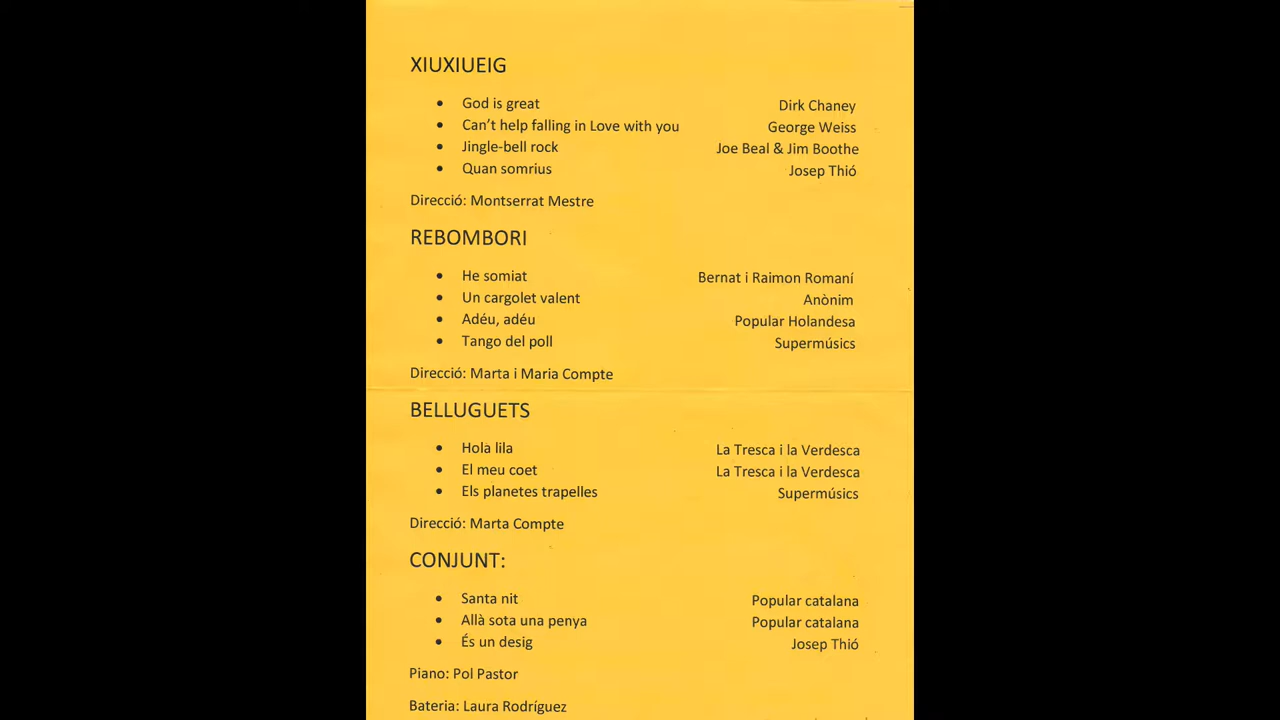 XIUXIUEIG
• God is great Dirk Chaney
• Can't help falling in Love with you George Weiss
• Jingle-bell rock Joe Beal & Jim Boothe
• Quan somrius Josep Thió
Direcció: Montserrat Mestre
REBOMBORI
• He somiat Bernat i Raimon Romaní
• Un cargolet valent Anònim
• Adéu, adéu Popular Holandesa
• Tango del poll Supermúsics
Direcció: Marta i Maria Compte
BELLUGUETS
• Hola lila La Tresca i la Verdesca
• El meu coet La Tresca i la Verdesca
• Els planetes trapelles Supermúsics
Direcció: Marta Compte
CONJUNT:
• Santa nit Popular catalana
• Allà sota una penya Popular catalana
• És un desig Josep Thió
Piano: Pol Pastor
Bateria: Laura Rodríguez